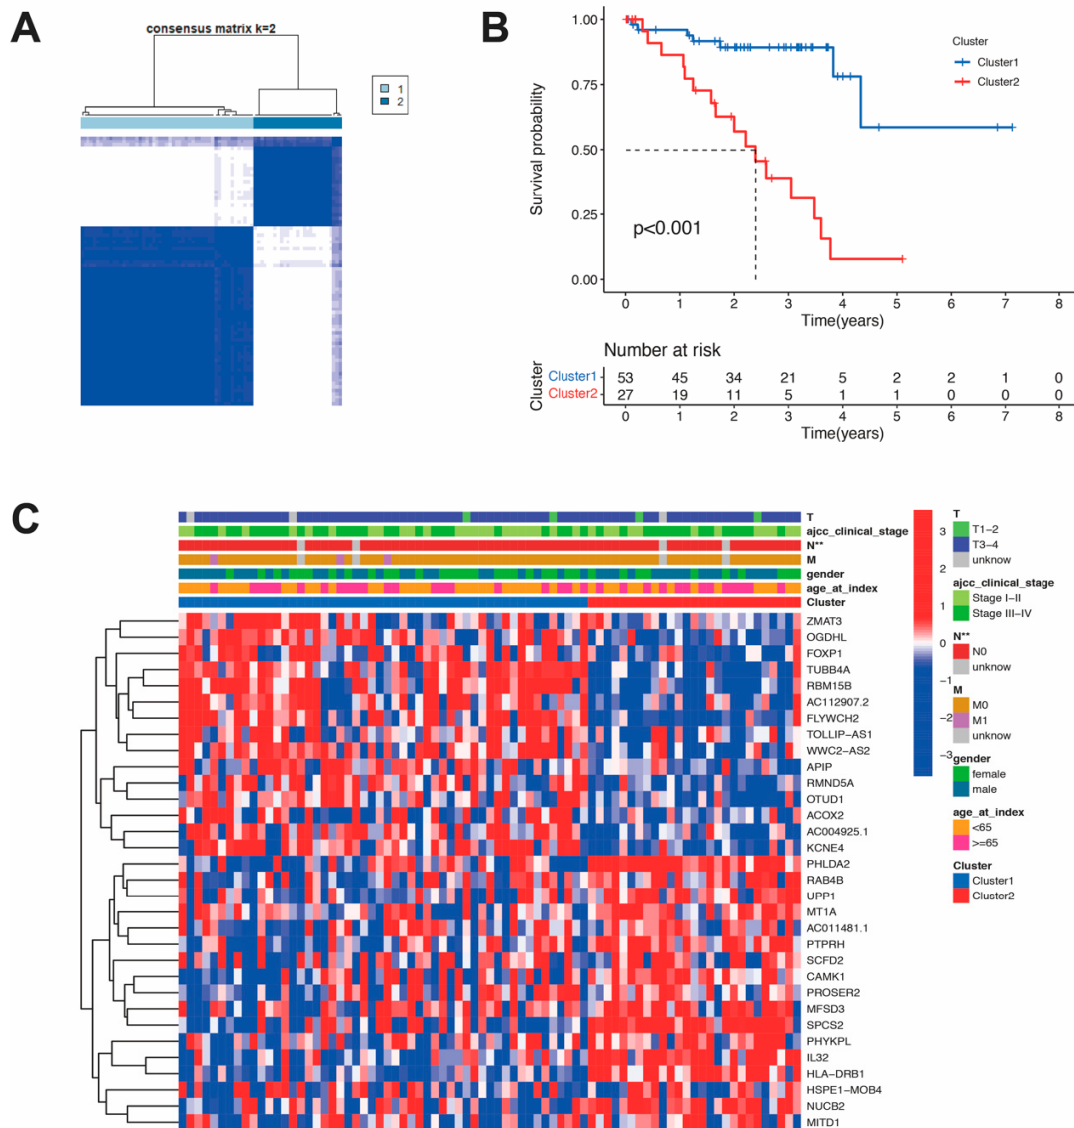 A
consensus matrix k=2
1
2
B
1.00
0.75
0.50
0.25
0.00
Survival probability
Cluster
Cluster1
Cluster2
p<0.001
0 1 2 3 4 5 6 7 8
Time(years)
Number at risk
Cluster
Cluster1 53 45 34 21 5 2 2 1 0
Cluster2 27 19 11 5 1 1 0 0 0
0 1 2 3 4 5 6 7 8
Time(years)
C
T
ajcc_clinical_stage
N**
M
gender
age_at_index
Cluster
ZMAT3
OGDHL
FOXP1
TUBB4A
RBM15B
AC112907.2
FLYWCH2
TOLLIP-AS1
WWC2-AS2
APIP
RMND5A
OTUD1
ACOX2
AC004925.1
KCNE4
PHLDA2
RAB4B
UPP1
MT1A
AC011481.1
PTPRH
SCFD2
CAMK1
PROSER2
MFSD3
SPCS2
PHYKPL
IL32
HLA-DRB1
HSPE1-MOB4
NUCB2
MITD1
3
2
1
0
-1
-2
-3
T
T1-2
T3-4
unknow
ajcc_clinical_stage
Stage I-II
Stage III-IV
N**
N0
unknow
M
M0
M1
unknow
gender
female
male
age_at_index
<65
>=65
Cluster
Cluster1
Cluster2